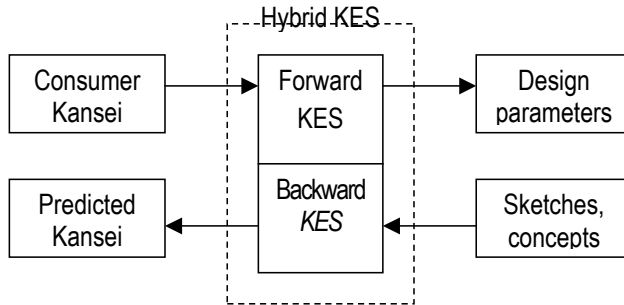 Hybrid KES
Consumer
Kansei
Forward
KES
Design
parameters
Predicted
Kansei
Backward
KES
Sketches,
concepts